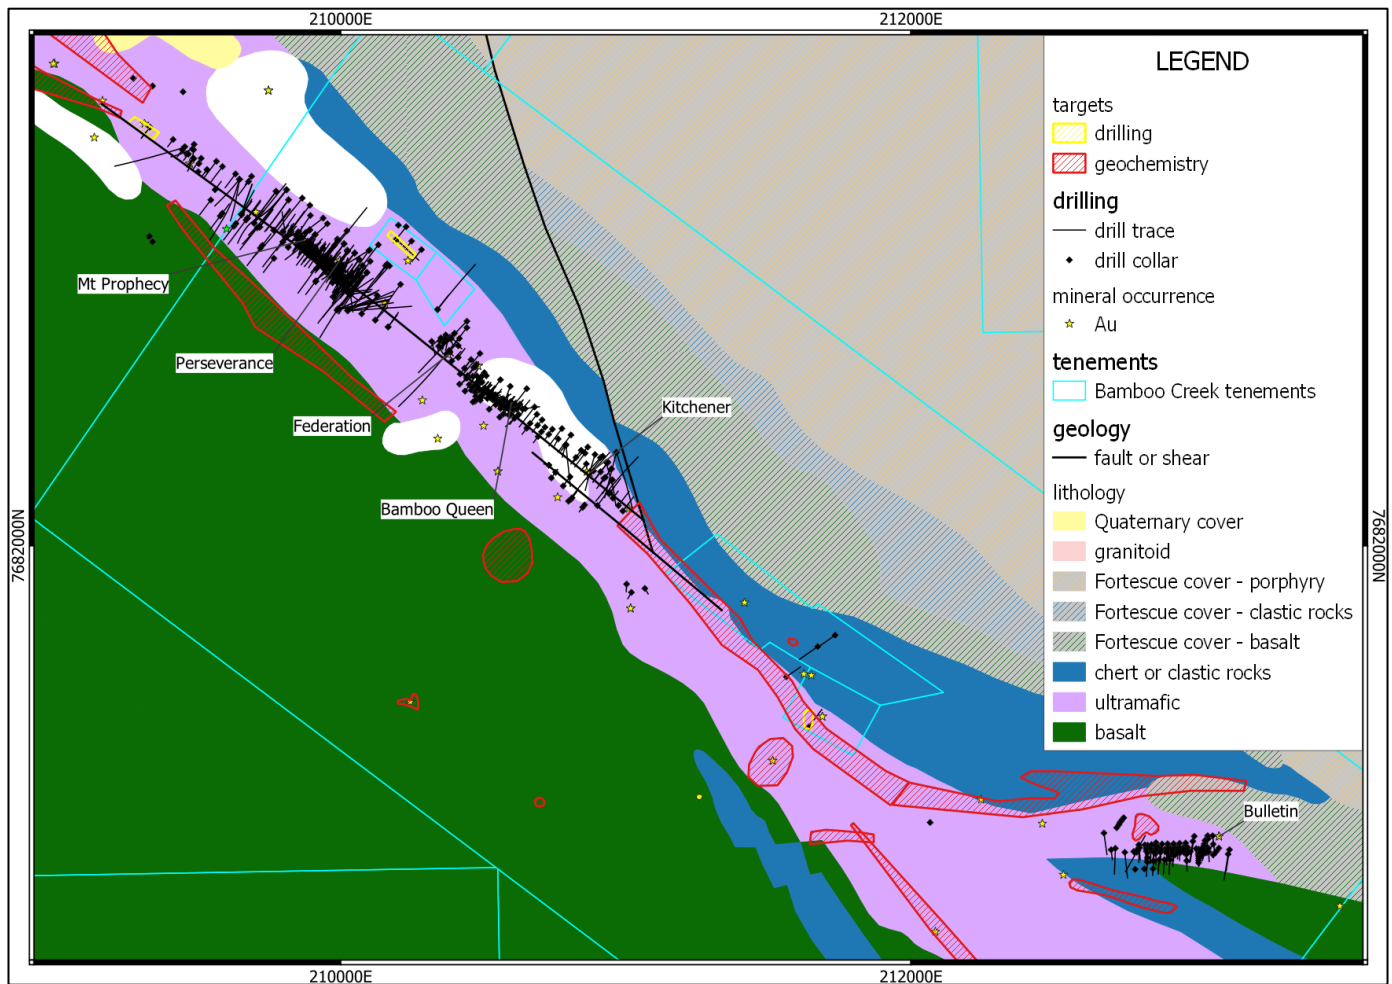 210000E
212000E
LEGEND
targets
drilling
geochemistry
drilling
drill trace
drill collar
mineral occurrence
Au
tenements
Bamboo Creek tenements
geology
fault or shear
lithology
Quaternary cover
granitoid
Fortescue cover - porphyry
Fortescue cover - clastic rocks
Fortescue cover - basalt
chert or clastic rocks
ultramafic
basalt
Mt Prophecy
Perseverance
Federation
Kitchener
Bamboo Queen
Bulletin
7682000N
7682000N
210000E
212000E